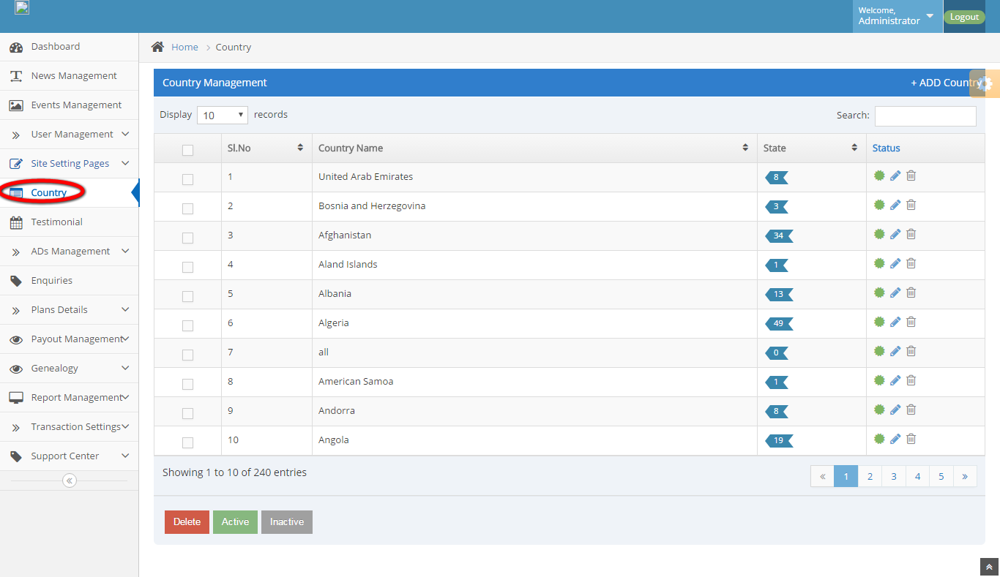 Welcome,
Administrator
Logout
Dashboard
News Management
Events Management
User Management
Site Setting Pages
Country
Testimonial
ADs Management
Enquiries
Plans Details
Payout Management
Genealogy
Report Management
Transaction Settings
Support Center
Home > Country
Country Management
+ ADD Country
Display 10 records
Search:
Sl.No Country Name State Status
1 United Arab Emirates 8
2 Bosnia and Herzegovina 3
3 Afghanistan 34
4 Aland Islands 1
5 Albania 13
6 Algeria 49
7 all 0
8 American Samoa 1
9 Andorra 8
10 Angola 19
Showing 1 to 10 of 240 entries
« 1 2 3 4 5 »
Delete Active Inactive